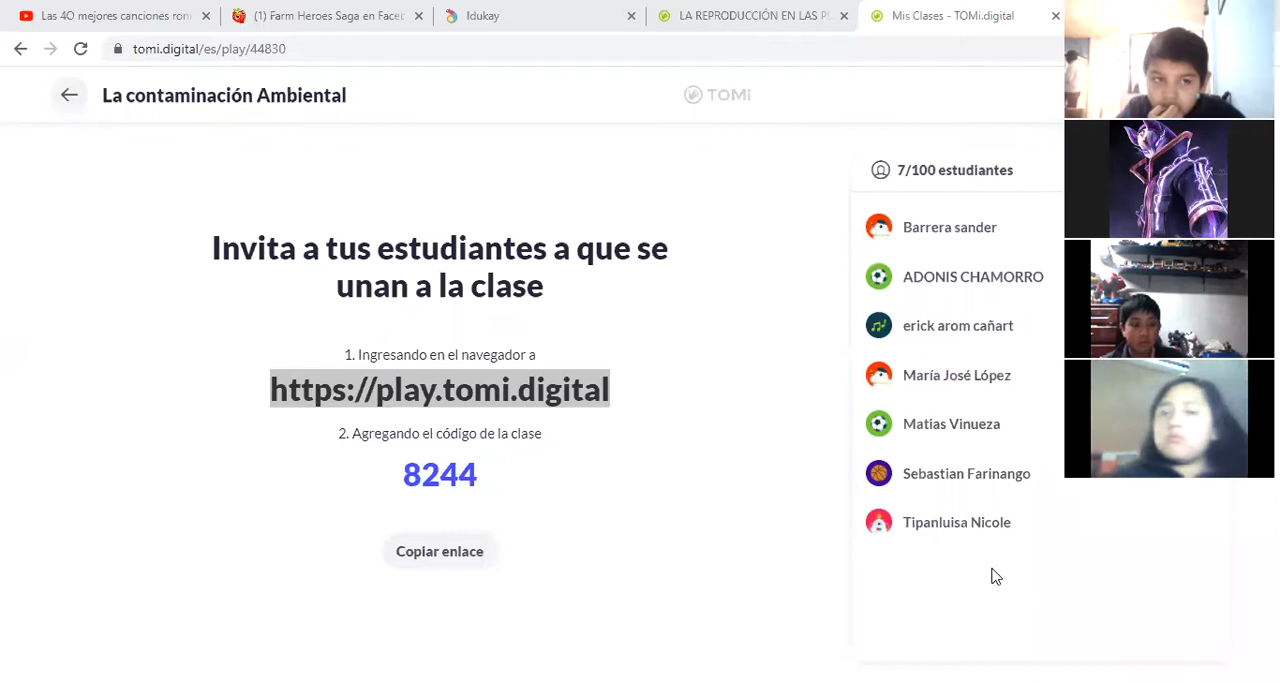 Las 40 mejores canciones rom
(1) Farm Heroes Saga en Faceb
Idukay
LA REPRODUCCIÓN EN LAS PL
Mis Clases - TOMi.digital
tomi.digital/es/play/44830
La contaminación Ambiental
TOMi
7/100 estudiantes
Invita a tus estudiantes a que se
unan a la clase
1. Ingresando en el navegador a
https://play.tomi.digital
2. Agregando el código de la clase
8244
Copiar enlace
Barrera sander
ADONIS CHAMORRO
erick arom cañart
María José López
Matias Vinueza
Sebastian Farinango
Tipanluisa Nicole